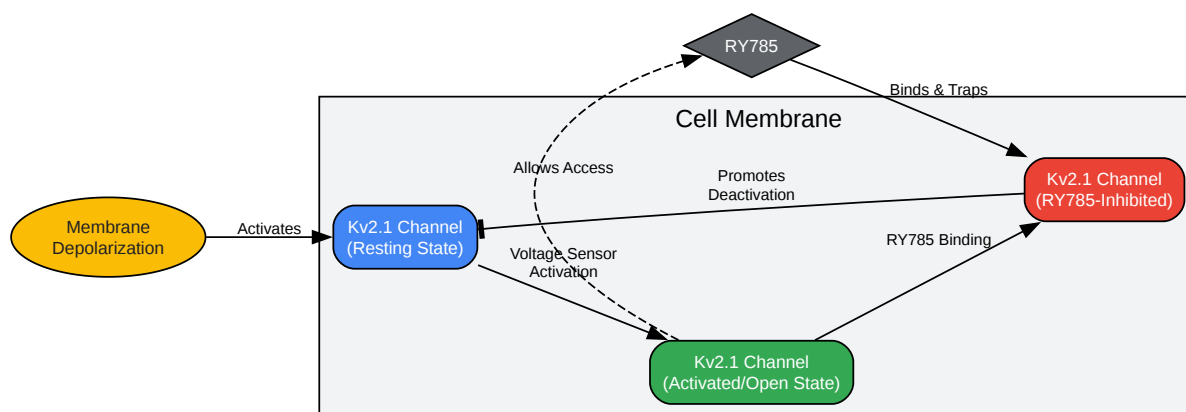 RY785
Binds & Traps
Cell Membrane
Allows Access
Promotes
Deactivation
Kv2.1 Channel
(RY785-Inhibited)
Membrane
Depolarization
Activates
Kv2.1 Channel
(Resting State)
Voltage Sensor
Activation
RY785 Binding
Kv2.1 Channel
(Activated/Open State)